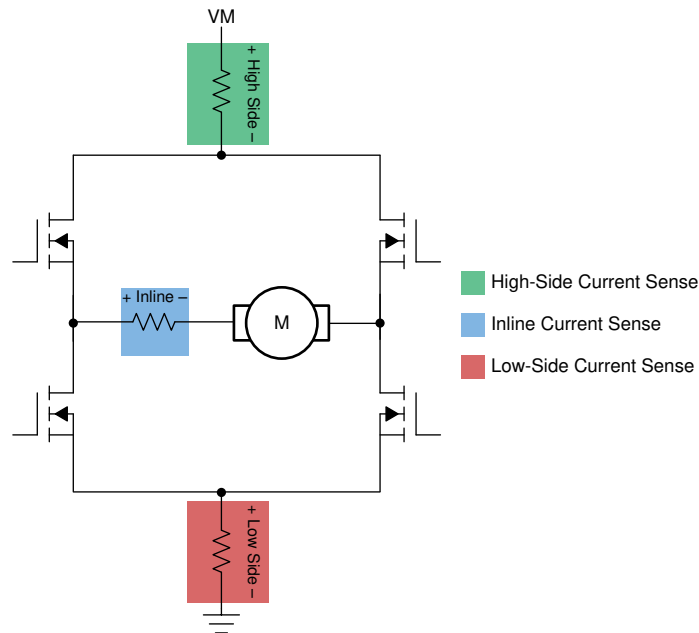 VM
+ High Side –
+ Inline –
M
High-Side Current Sense
Inline Current Sense
Low-Side Current Sense
+ Low Side –